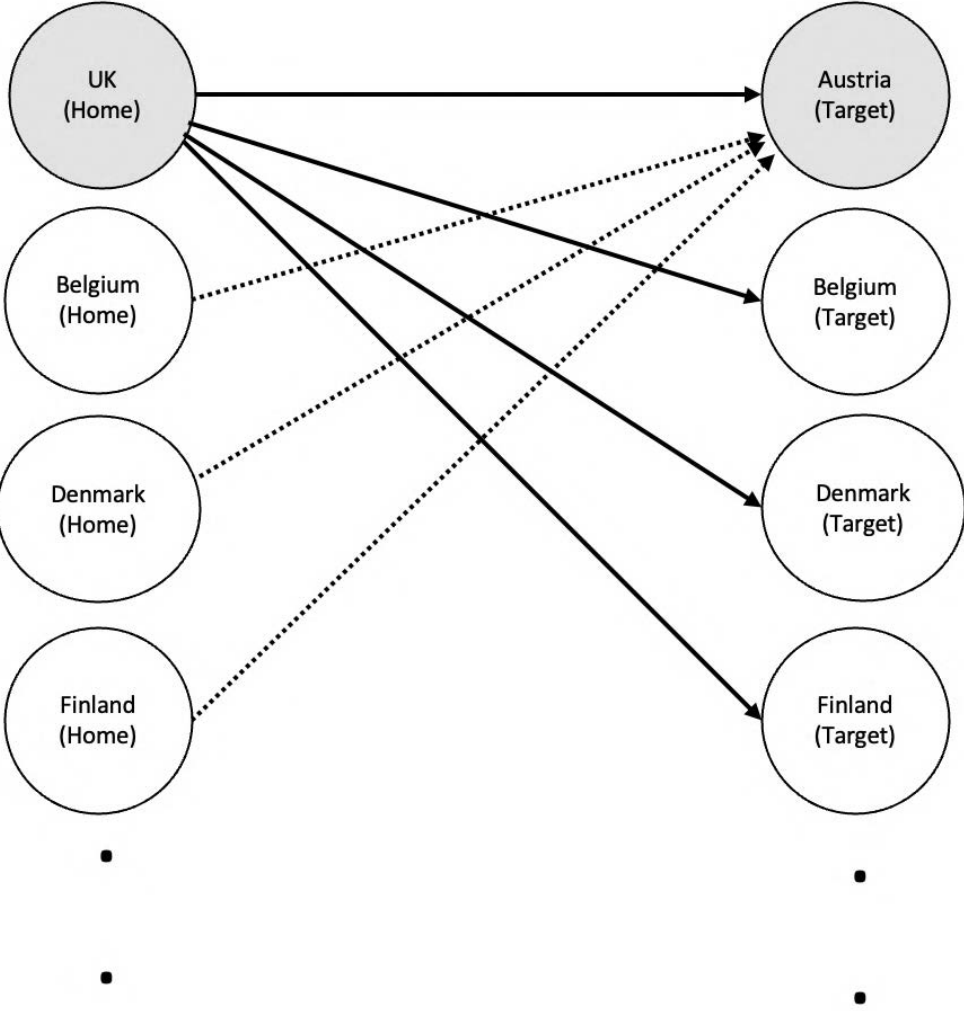 UK
(Home)
Austria
(Target)
Belgium
(Home)
Belgium
(Target)
Denmark
(Home)
Denmark
(Target)
Finland
(Home)
Finland
(Target)